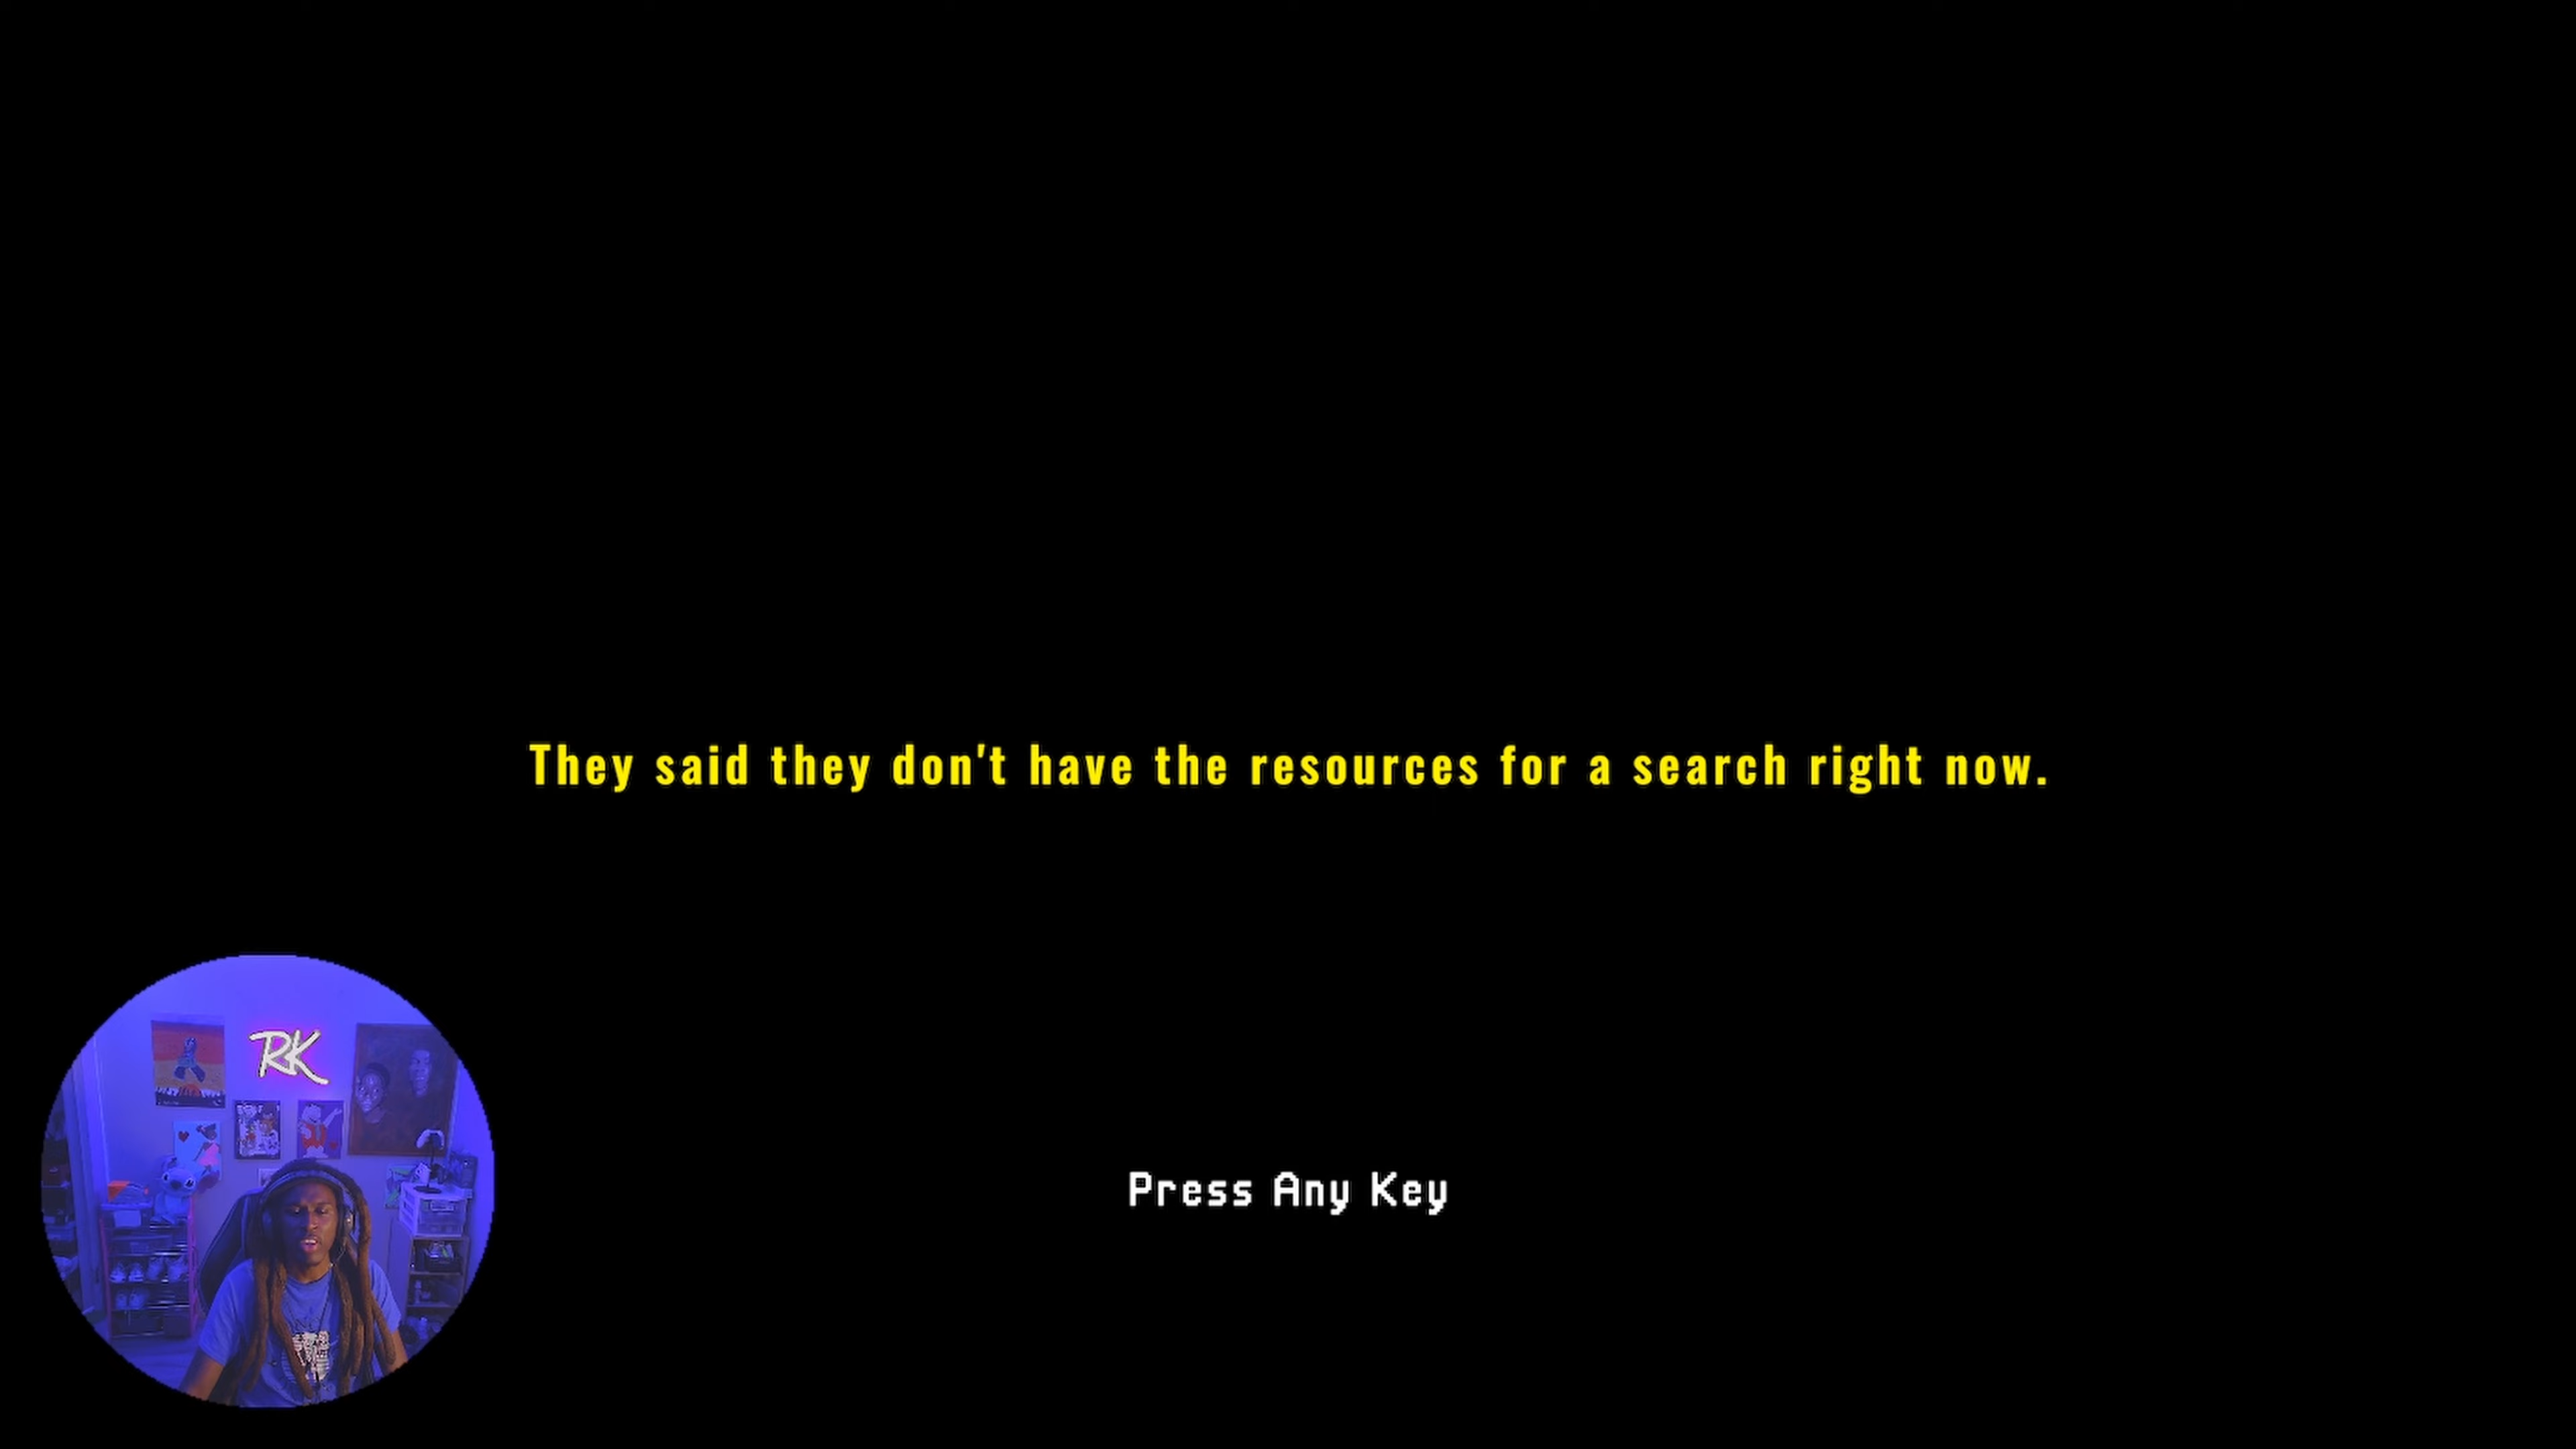 They said they don't have the resources for a search right now.
RK
Press Any Key